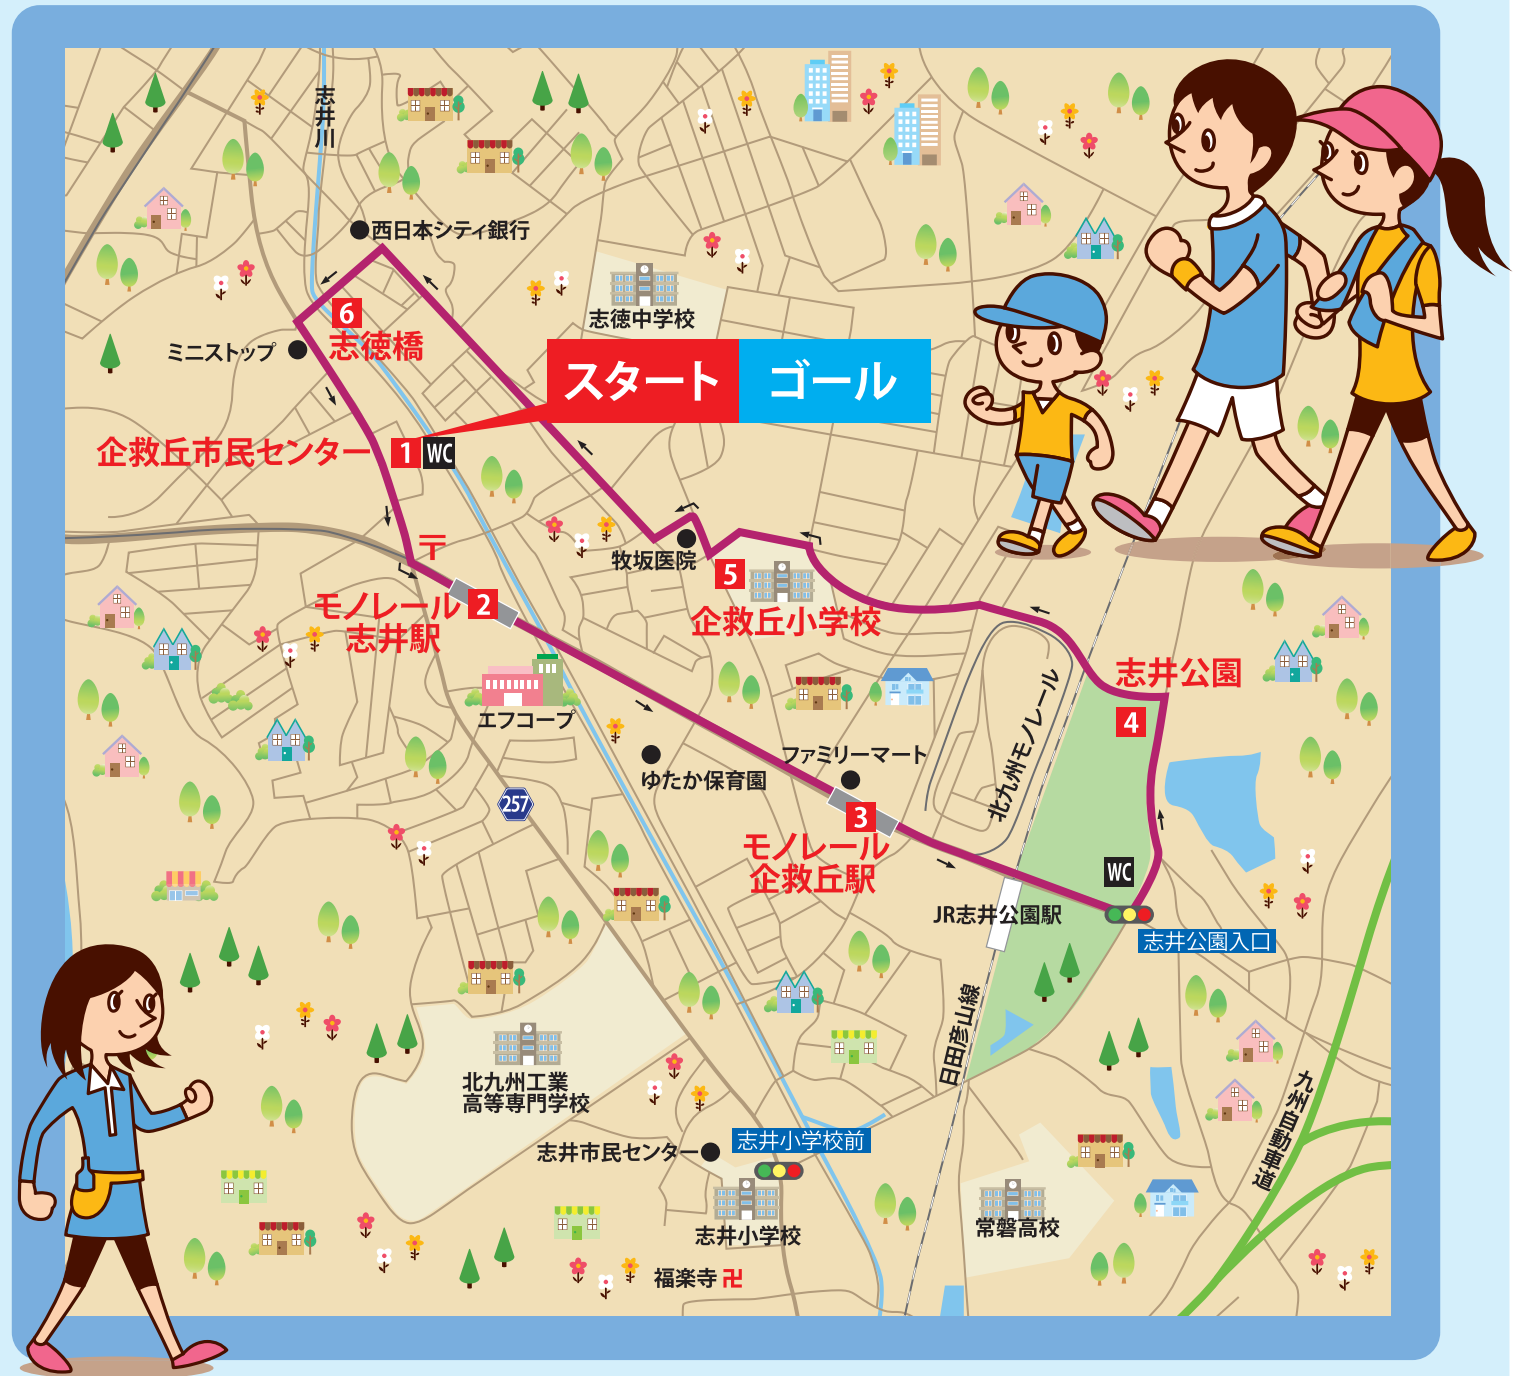 志井川
西日本シティ銀行
志徳中学校
6
志徳橋
ミニストップ
スタート
ゴール
企救丘市民センター
1
WC
〒
牧坂医院
5
企救丘小学校
モノレール
志井駅
2
志井公園
4
エフコープ
北九州モノレール
ファミリーマート
ゆたか保育園
257
3
モノレール
企救丘駅
WC
JR志井公園駅
志井公園入口
日田彦山線
北九州工業
高等専門学校
九州自動車道
志井小学校前
志井市民センター
志井小学校
常磐高校
福楽寺 卍